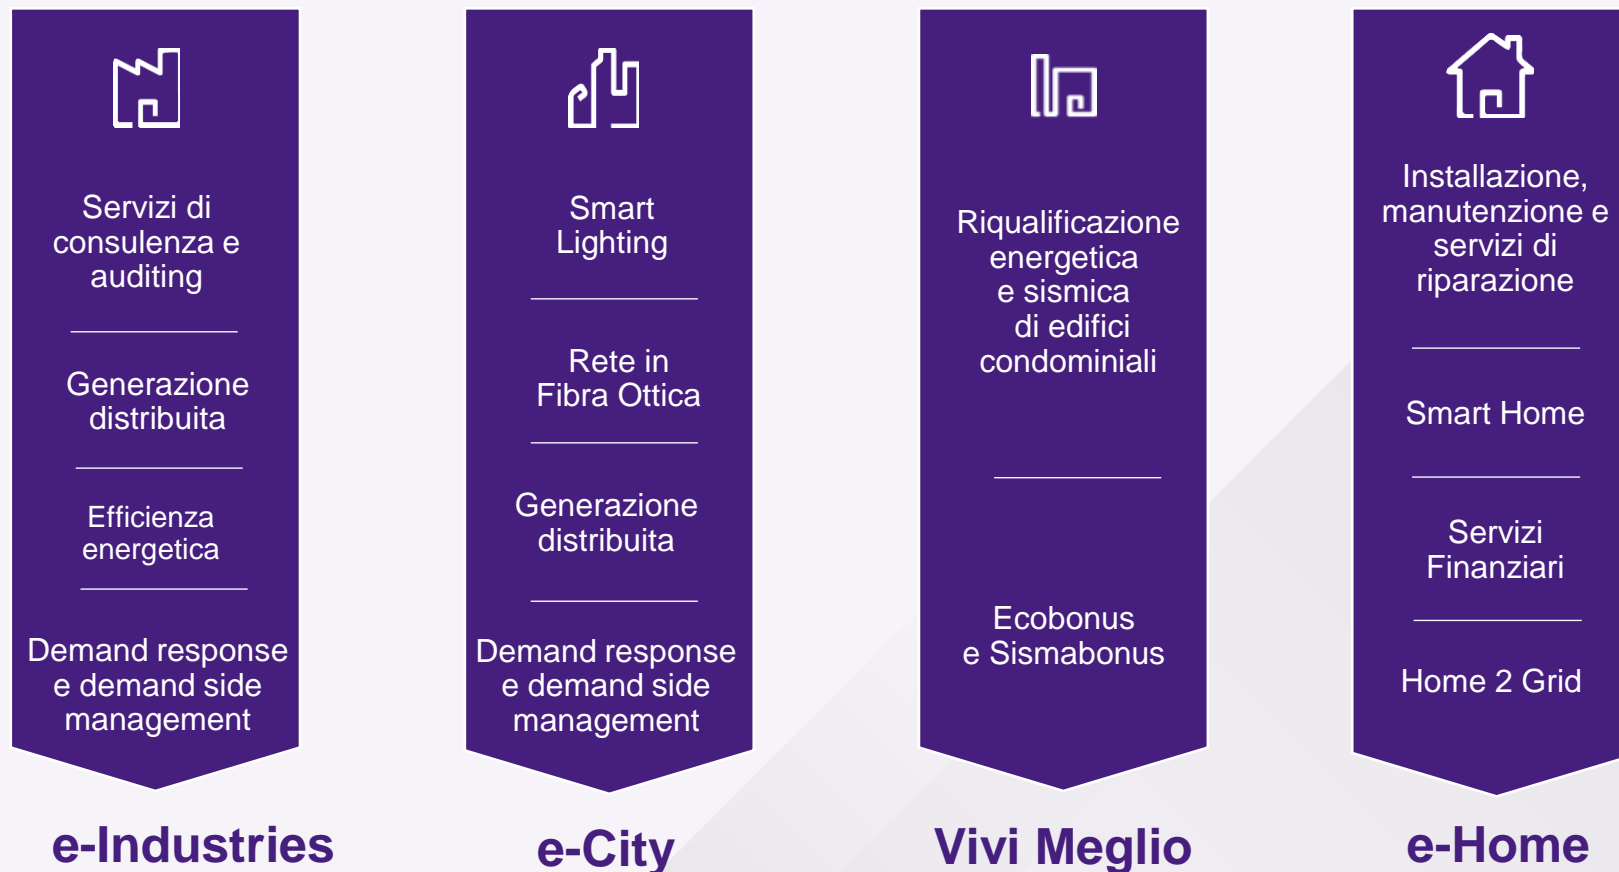 Servizi di
consulenza e
auditing
Generazione
distribuita
Efficienza
energetica
Demand response
e demand side
management
e-Industries
Smart
Lighting
Rete in
Fibra Ottica
Generazione
distribuita
Demand response
e demand side
management
e-City
Riqualificazione
energetica
e sismica
di edifici
condominiali
Ecobonus
e Sismabonus
Vivi Meglio
Installazione,
manutenzione e
servizi di
riparazione
Smart Home
Servizi
Finanziari
Home 2 Grid
e-Home